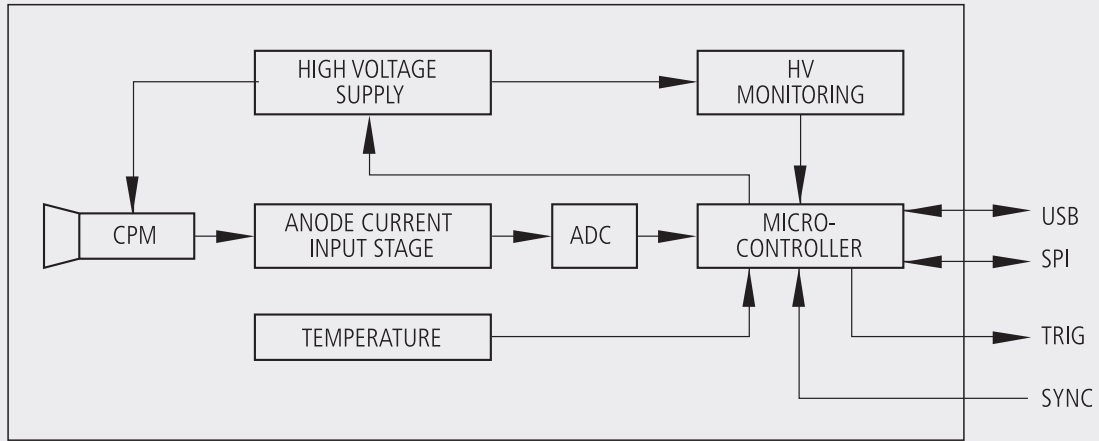 HIGH VOLTAGE
SUPPLY
HV
MONITORING
CPM
ANODE CURRENT
INPUT STAGE
ADC
MICRO-
CONTROLLER
USB
SPI
TEMPERATURE
TRIG
SYNC